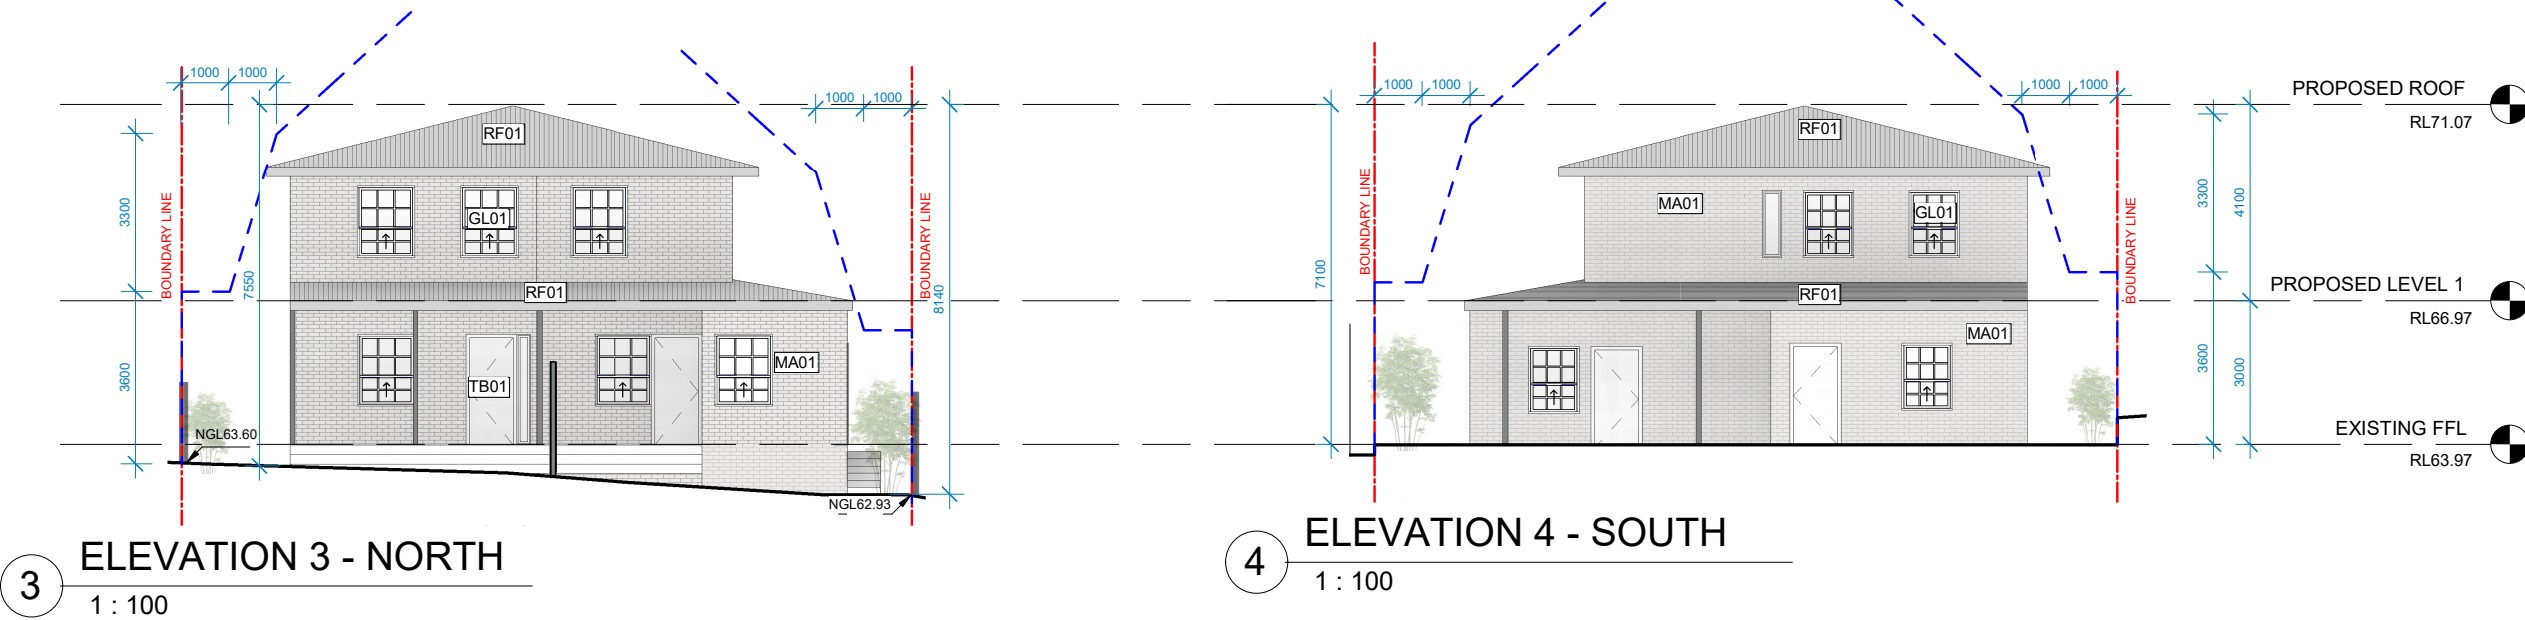 1000 1000
1000 1000
1000 1000
1000 1000
PROPOSED ROOF
RL71.07
RF01
RF01
3300
BOUNDARY LINE
7550
GL01
BOUNDARY LINE
8140
7100
BOUNDARY LINE
MA01
GL01
BOUNDARY LINE
3300
4100
RF01
RF01
PROPOSED LEVEL 1
RL66.97
3600
TB01
MA01
MA01
3600
3000
NGL63.60
EXISTING FFL
RL63.97
NGL62.93
3
ELEVATION 3 - NORTH
1 : 100
4
ELEVATION 4 - SOUTH
1 : 100